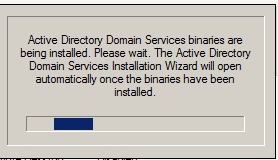 Active Directory Domain Services binaries are
being installed. Please wait. The Active Directory
Domain Services Installation Wizard will open
automatically once the binaries have been
installed.